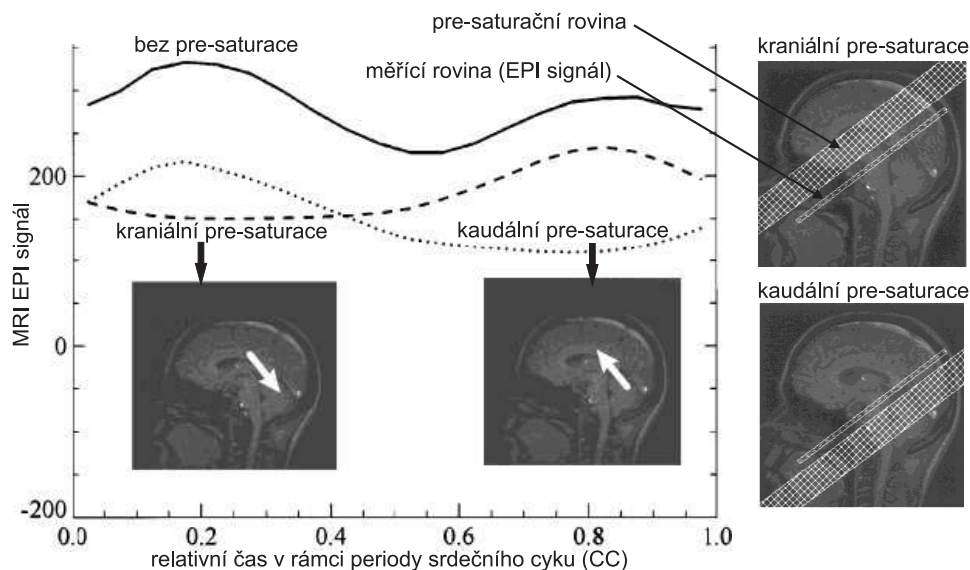 pre-saturační rovina
bez pre-saturace
kraniální pre-saturace
měřící rovina (EPI signál)
MRI EPI signál
200
0
-200
kraniální pre-saturace
kaudální pre-saturace
kaudální pre-saturace
0.0
0.2
0.4
0.6
0.8
1.0
relativní čas v rámci periody srdečního cyku (CC)